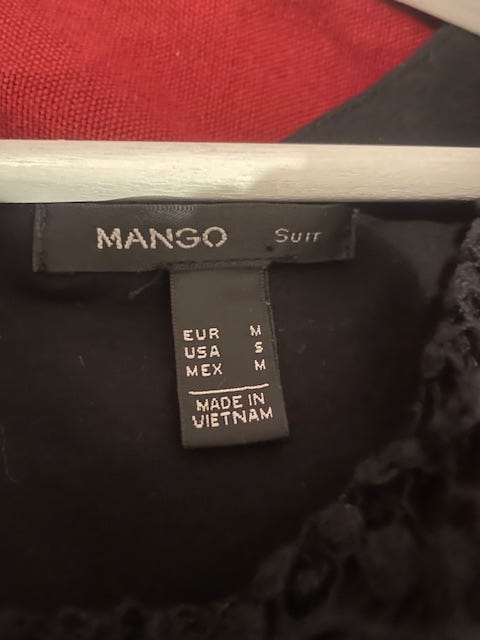 MANGO Suit
EUR M
USA S
MEX M
MADE IN
VIETNAM